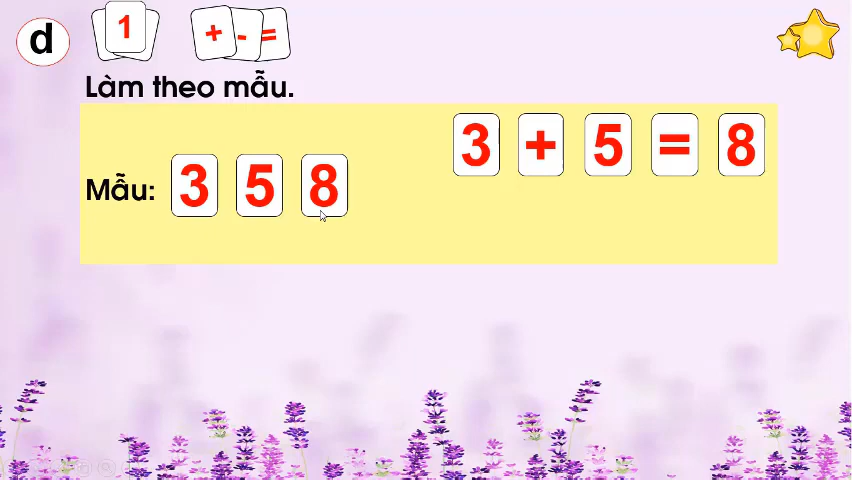 d 1 + - =
Làm theo mẫu.
3 + 5 = 8
Mẫu: 3 5 8